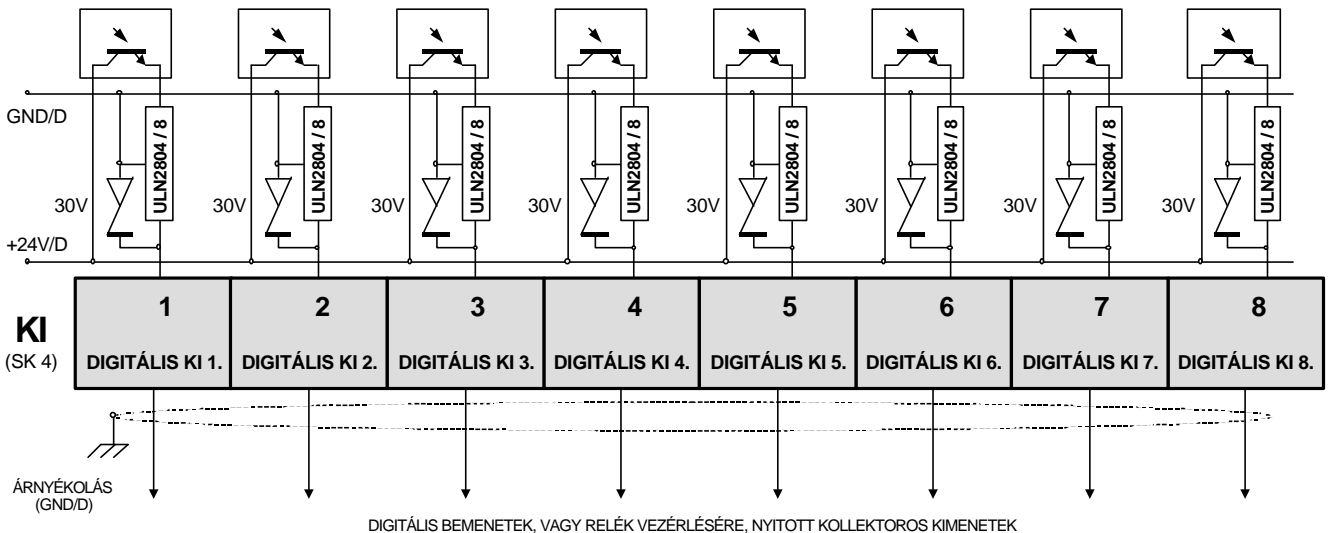 GND/D
ULN2804 / 8
ULN2804 / 8
ULN2804 / 8
ULN2804 / 8
ULN2804 / 8
ULN2804 / 8
ULN2804 / 8
ULN2804 / 8
30V 30V 30V 30V 30V 30V 30V 30V
+24V/D
KI
(SK 4)
1 2 3 4 5 6 7 8
DIGITÁLIS KI 1. DIGITÁLIS KI 2. DIGITÁLIS KI 3. DIGITÁLIS KI 4. DIGITÁLIS KI 5. DIGITÁLIS KI 6. DIGITÁLIS KI 7. DIGITÁLIS KI 8.
ÁRNYÉKOLÁS
(GND/D)
DIGITÁLIS BEMENETEK, VAGY RELÉK VEZÉRLÉSÉRE, NYITOTT KOLLEKTOROS KIMENETEK